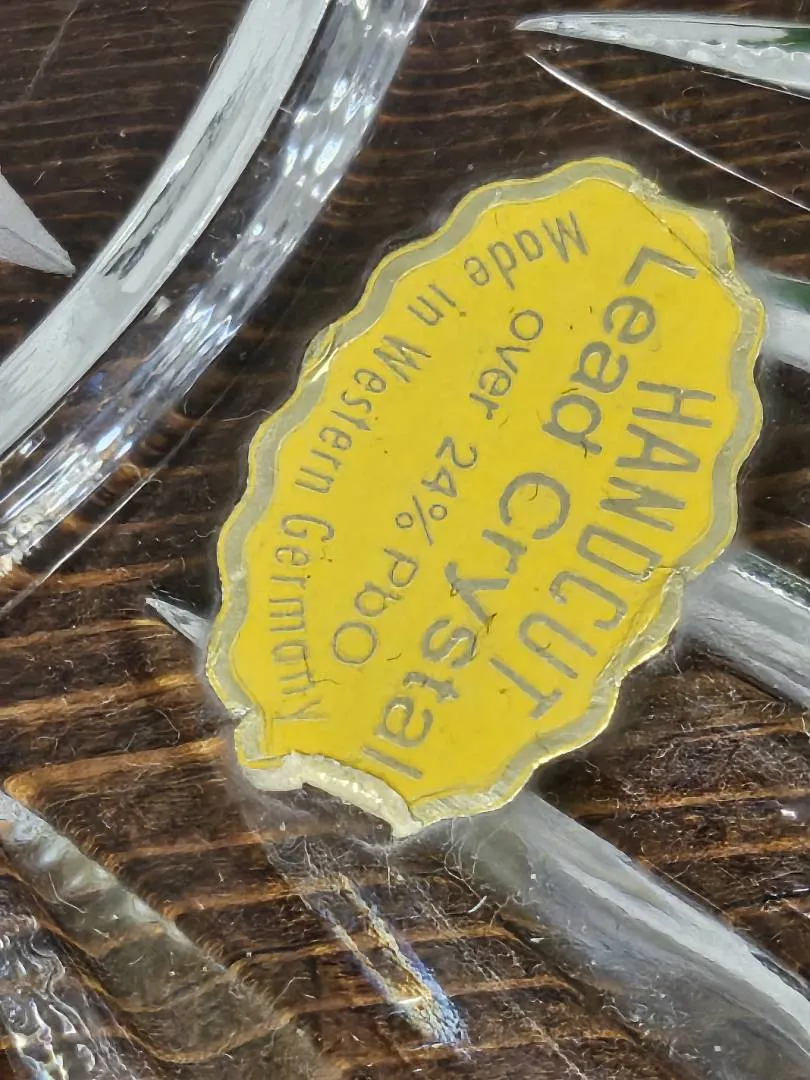 HANDCUT
Lead Crystal
over 24% PbO
Made in Western Germany